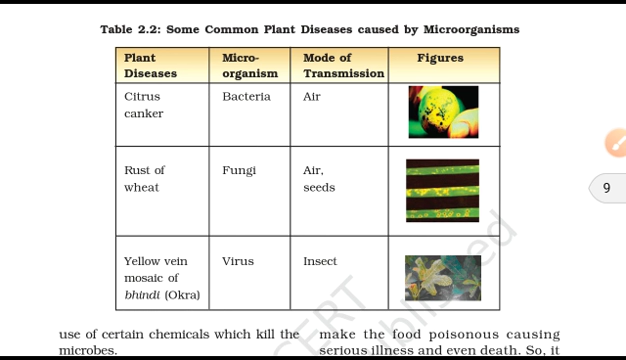 Table 2.2: Some Common Plant Diseases caused by Microorganisms
Plant Diseases | Micro-organism | Mode of Transmission | Figures
Citrus canker | Bacteria | Air
Rust of wheat | Fungi | Air, seeds
Yellow vein mosaic of bhindi (Okra) | Virus | Insect
use of certain chemicals which kill the
microbes.
make the food poisonous causing
serious illness and even death. So, it
9